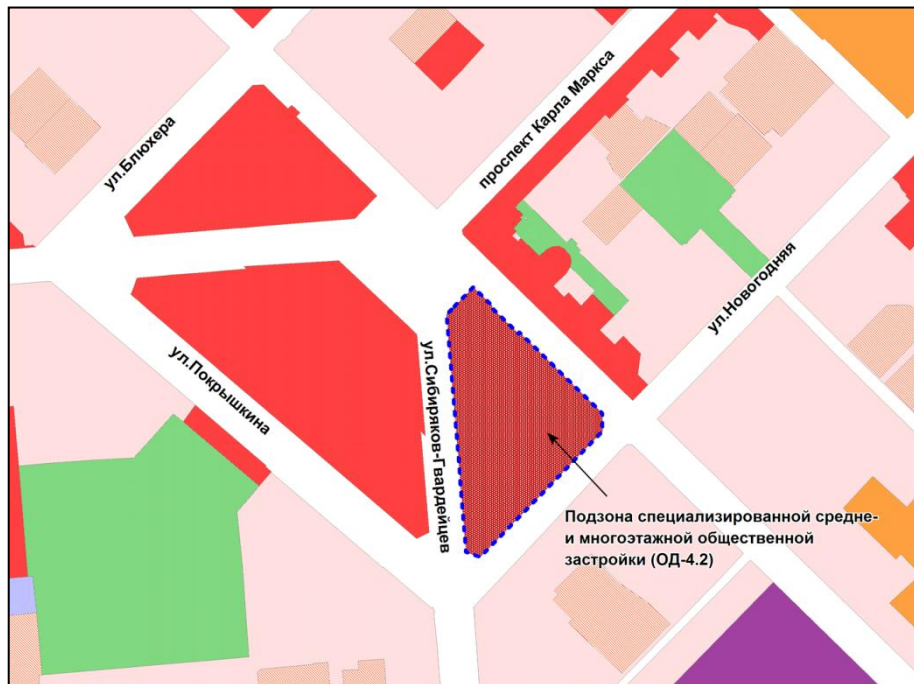 ул.Блюхера
проспект Карла Маркса
ул.Новогодняя
ул.Покрышкина
ул.Сибиряков-Гвардейцев
Подзона специализированной средне-
и многоэтажной общественной
застройки (ОД-4.2)